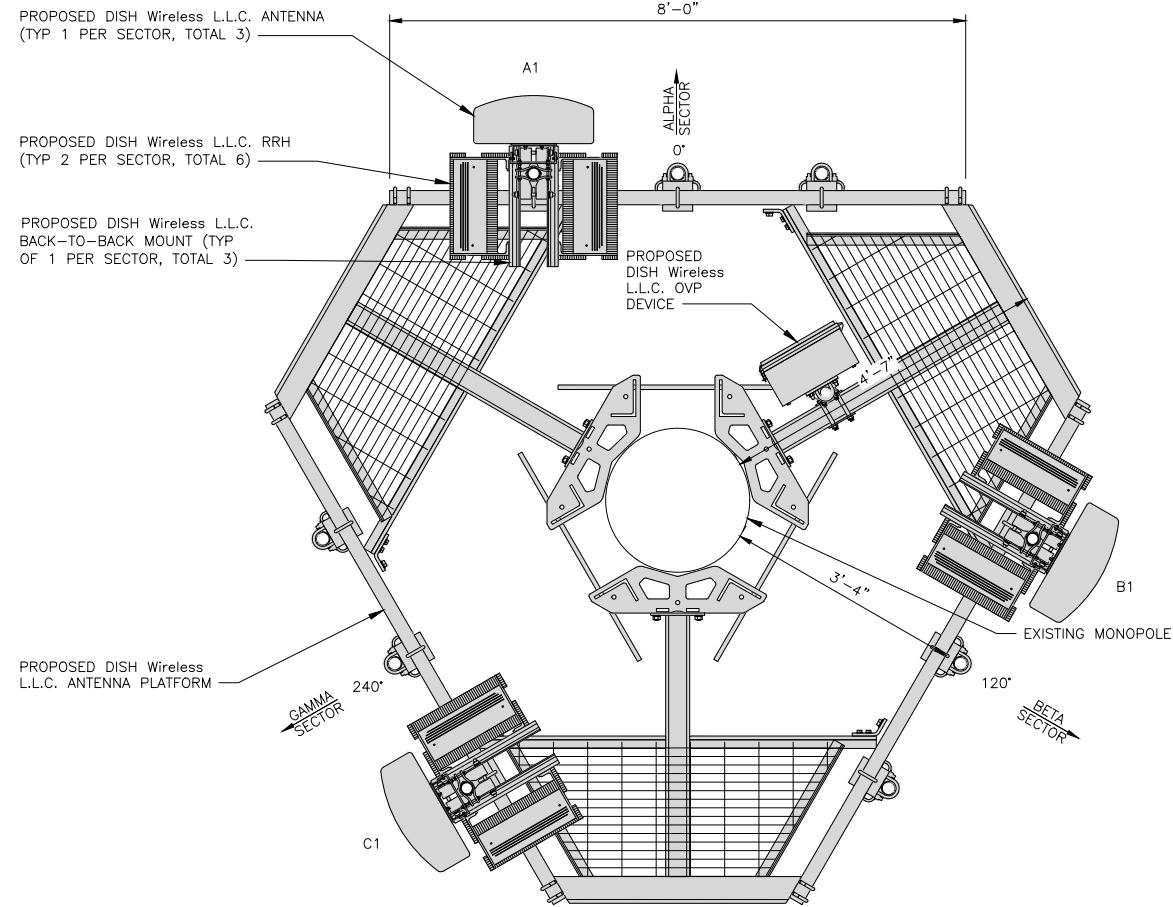 PROPOSED DISH Wireless L.L.C. ANTENNA
(TYP 1 PER SECTOR, TOTAL 3)
8'-0"
A1
ALPHA
SECTOR
0°
PROPOSED DISH Wireless L.L.C. RRH
(TYP 2 PER SECTOR, TOTAL 6)
PROPOSED DISH Wireless L.L.C.
BACK-TO-BACK MOUNT (TYP
OF 1 PER SECTOR, TOTAL 3)
PROPOSED
DISH Wireless
L.L.C. OVP
DEVICE
4'-7"
3'-4"
B1
EXISTING MONOPOLE
PROPOSED DISH Wireless
L.L.C. ANTENNA PLATFORM
240°
GAMMA
SECTOR
120°
BETA
SECTOR
C1